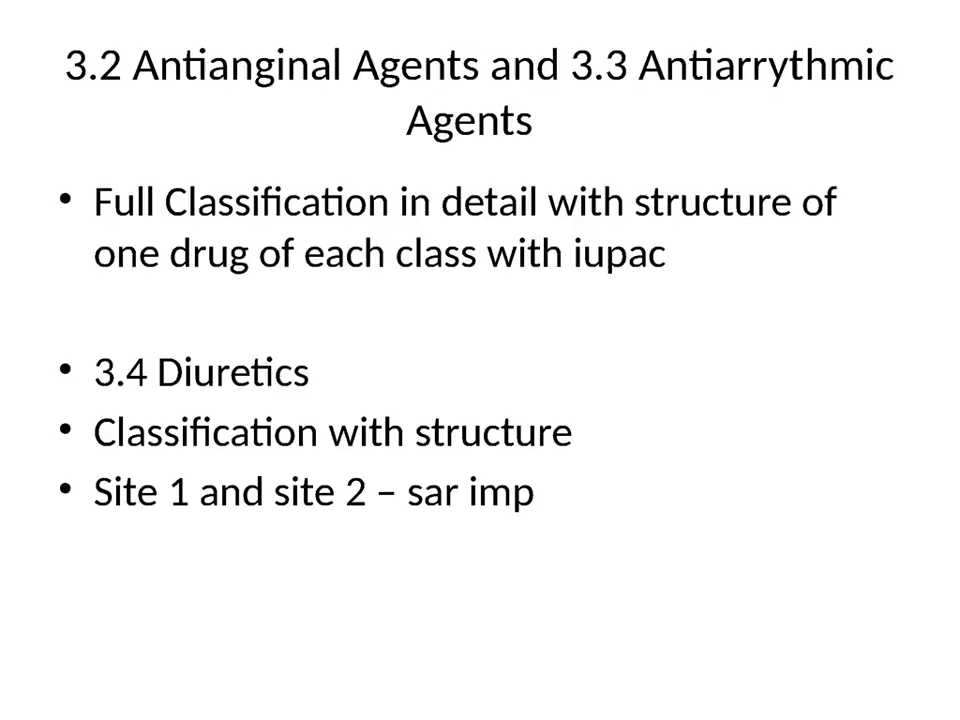 3.2 Antianginal Agents and 3.3 Antiarrythmic
Agents
• Full Classification in detail with structure of
one drug of each class with iupac
• 3.4 Diuretics
• Classification with structure
• Site 1 and site 2 – sar imp